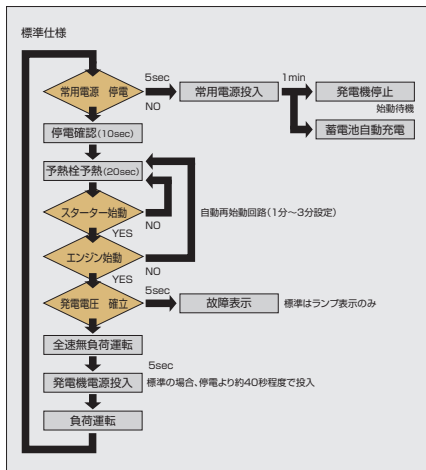 標準仕様
常用電源 停電
5sec
NO
常用電源投入
1min
発電機停止
始動待機
蓄電池自動充電
停電確認(10sec)
予熱栓予熱(20sec)
スターター始動
NO
自動再始動回路(1分~3分設定)
YES
エンジン始動
NO
YES
発電電圧 確立
5sec
故障表示
標準はランプ表示のみ
全速無負荷運転
5sec
発電機電源投入
標準の場合、停電より約40秒程度で投入
負荷運転